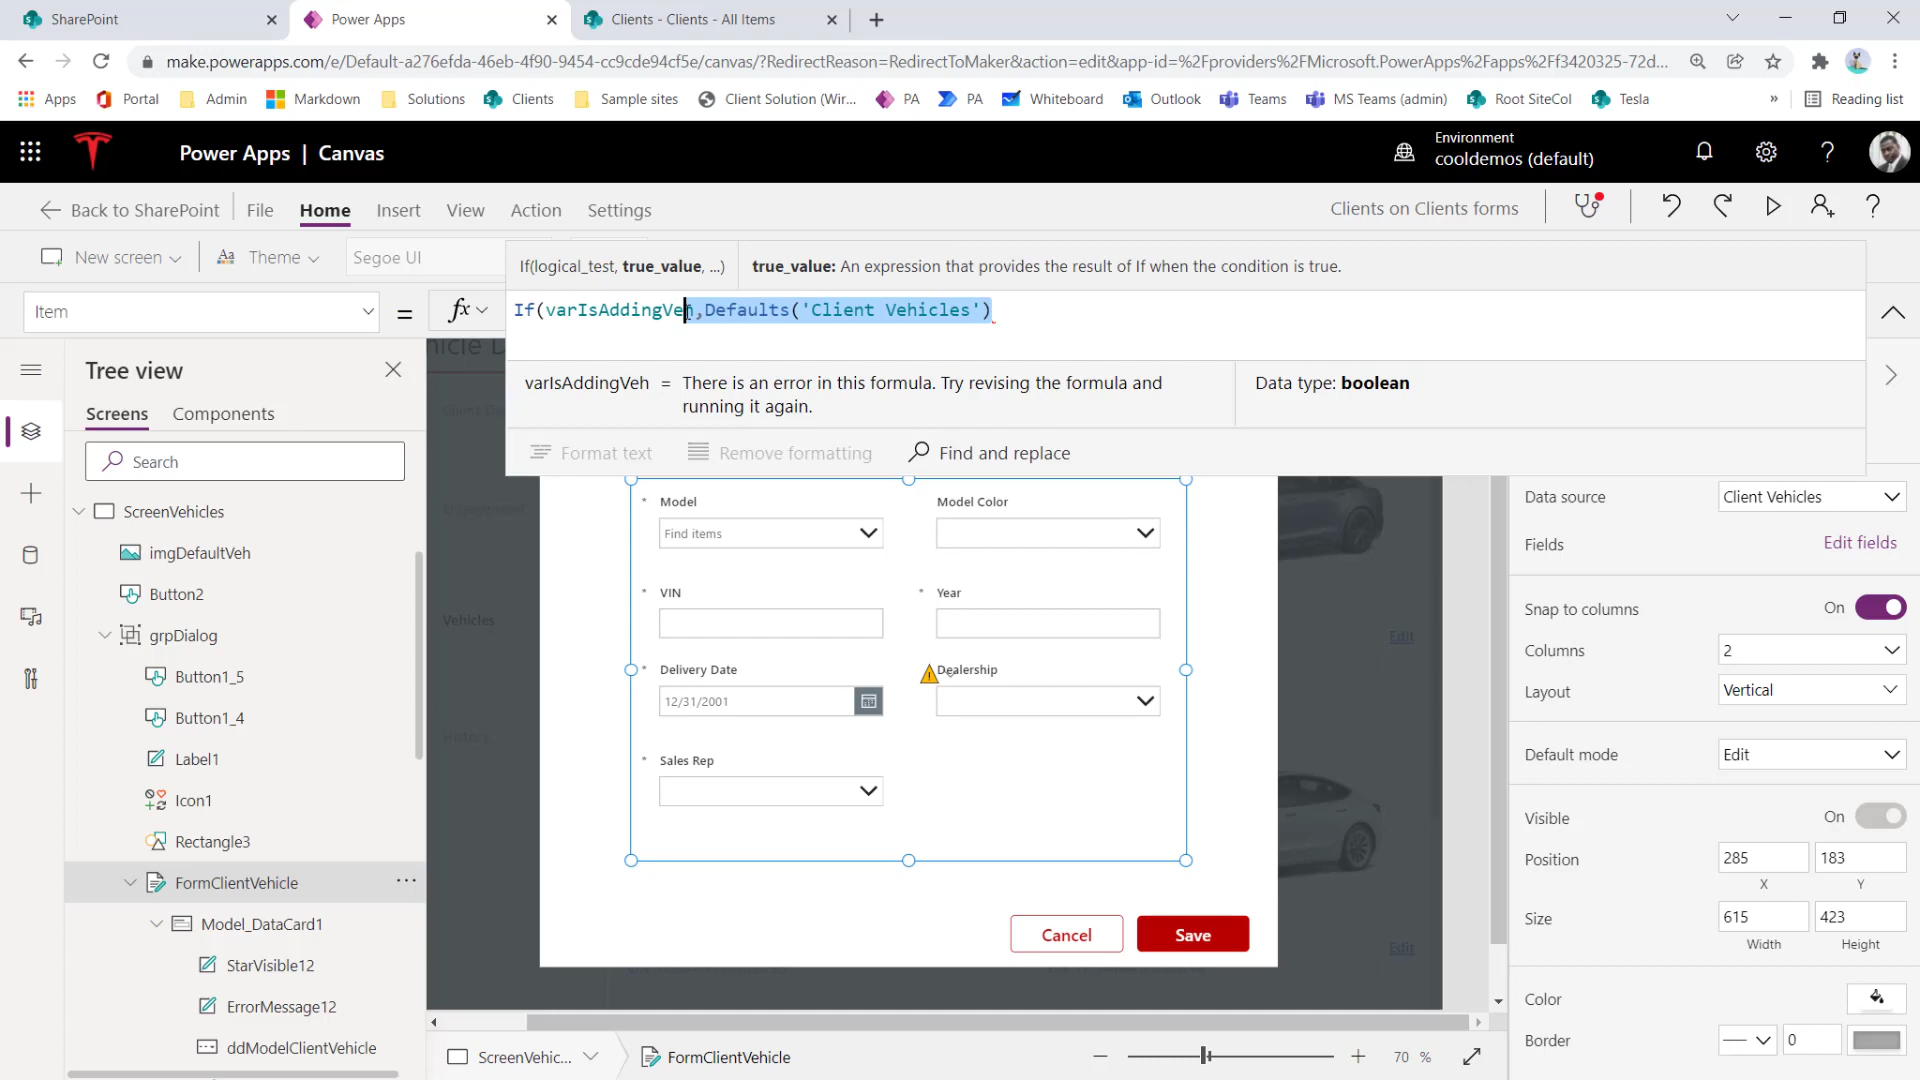 SharePoint
Power Apps
Clients - Clients - All Items
make.powerapps.com/e/Default-a276efda-46eb-4f90-9454-cc9cde94cf5e/canvas/?RedirectReason=RedirectToMaker&action=edit&app-id=%2Fproviders%2FMicrosoft.PowerApps%2Fapps%2Ff3420325-72d...
Apps
Portal
Admin
Markdown
Solutions
Clients
Sample sites
Client Solution (Wir...
PA
PA
Whiteboard
Outlook
Teams
MS Teams (admin)
Root SiteCol
Tesla
»
Reading list
Power Apps | Canvas
Environment
cooldemos (default)
Back to SharePoint
File
Home
Insert
View
Action
Settings
Clients on Clients forms
New screen
Theme
Segoe UI
If(logical_test, true_value, ...)
true_value: An expression that provides the result of If when the condition is true.
Item
=
fx
If(varIsAddingVeh,Defaults('Client Vehicles')
varIsAddingVeh = There is an error in this formula. Try revising the formula and
running it again.
Data type: boolean
Format text
Remove formatting
Find and replace
Tree view
Screens
Components
Search
ScreenVehicles
imgDefaultVeh
Button2
grpDialog
Button1_5
Button1_4
Label1
Icon1
Rectangle3
FormClientVehicle
...
Model_DataCard1
StarVisible12
ErrorMessage12
ddModelClientVehicle
Vehicles
History
Edit
Edit
* Model
Find items
Model Color
* VIN
* Year
* Delivery Date
12/31/2001
Dealership
* Sales Rep
Cancel
Save
Data source
Client Vehicles
Fields
Edit fields
Snap to columns
On
Columns
2
Layout
Vertical
Default mode
Edit
Visible
On
Position
285
183
X
Y
Size
615
423
Width
Height
Color
Border
0
ScreenVehic...
FormClientVehicle
70 %